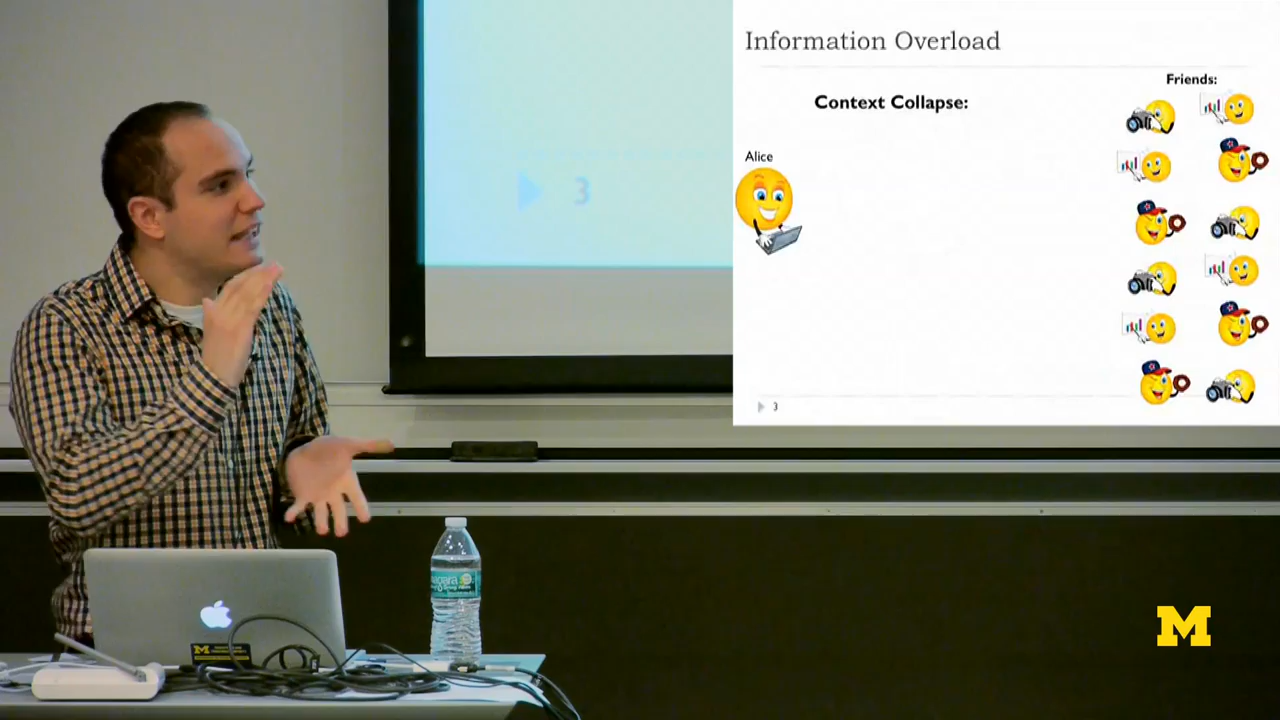 Information Overload
Friends:
Context Collapse:
Alice
3
3
M
M